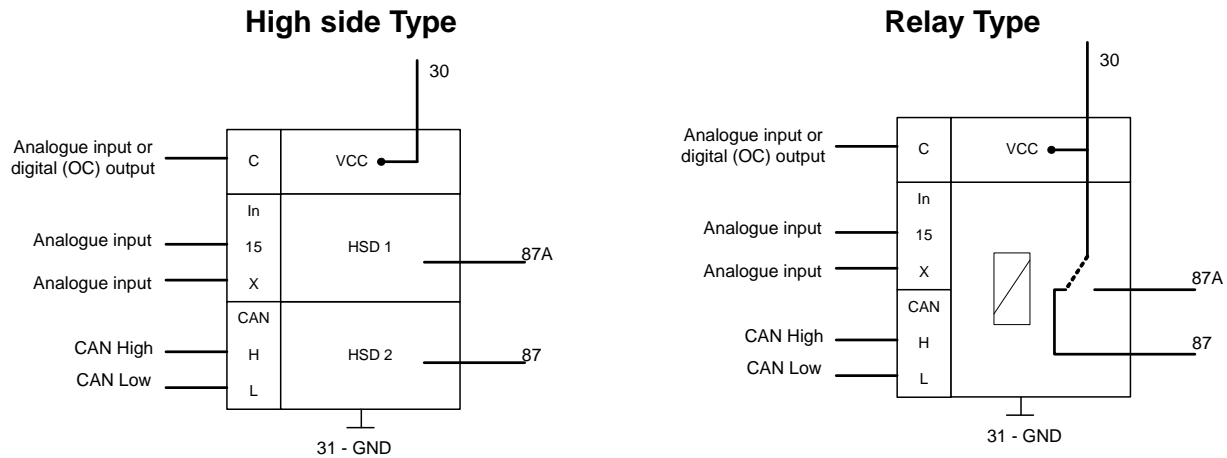 High side Type
30
Analogue input or
digital (OC) output
C
VCC
In
Analogue input
15
HSD 1
87A
Analogue input
X
CAN
CAN High
H
HSD 2
87
CAN Low
L
31 - GND
Relay Type
30
Analogue input or
digital (OC) output
C
VCC
In
Analogue input
15
Analogue input
X
87A
CAN
CAN High
H
87
CAN Low
L
31 - GND